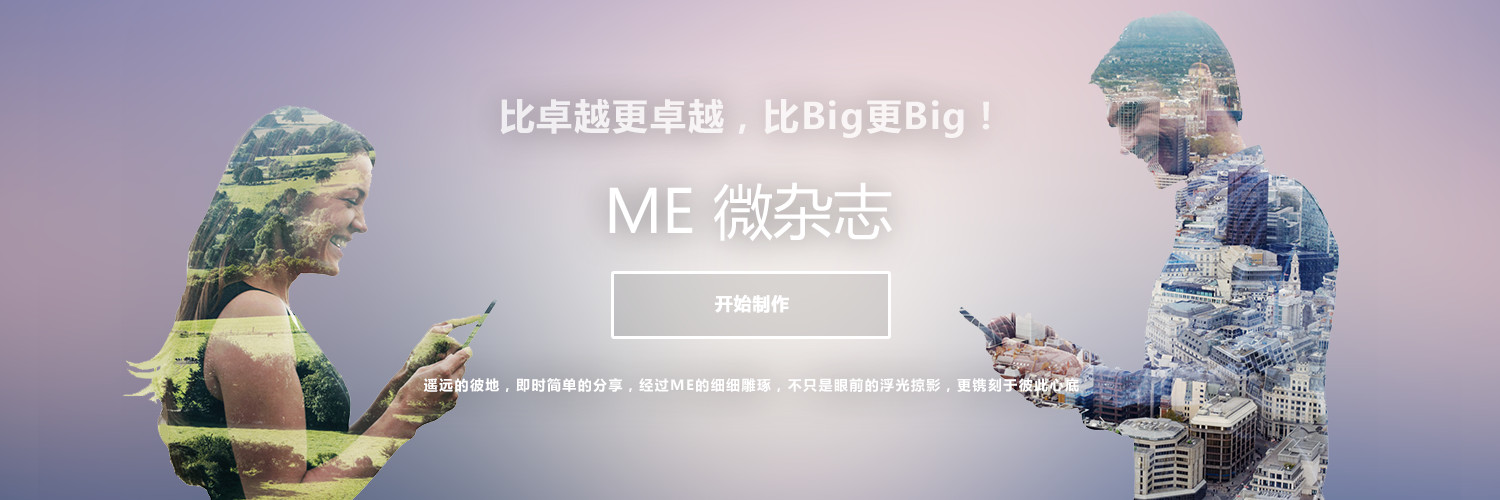 比卓越更卓越，比Big更Big！
ME 微杂志
开始制作
遥远的彼地，即时简单的分享，经过ME的细细雕琢，不只是眼前的浮光掠影，更镌刻于彼此心底